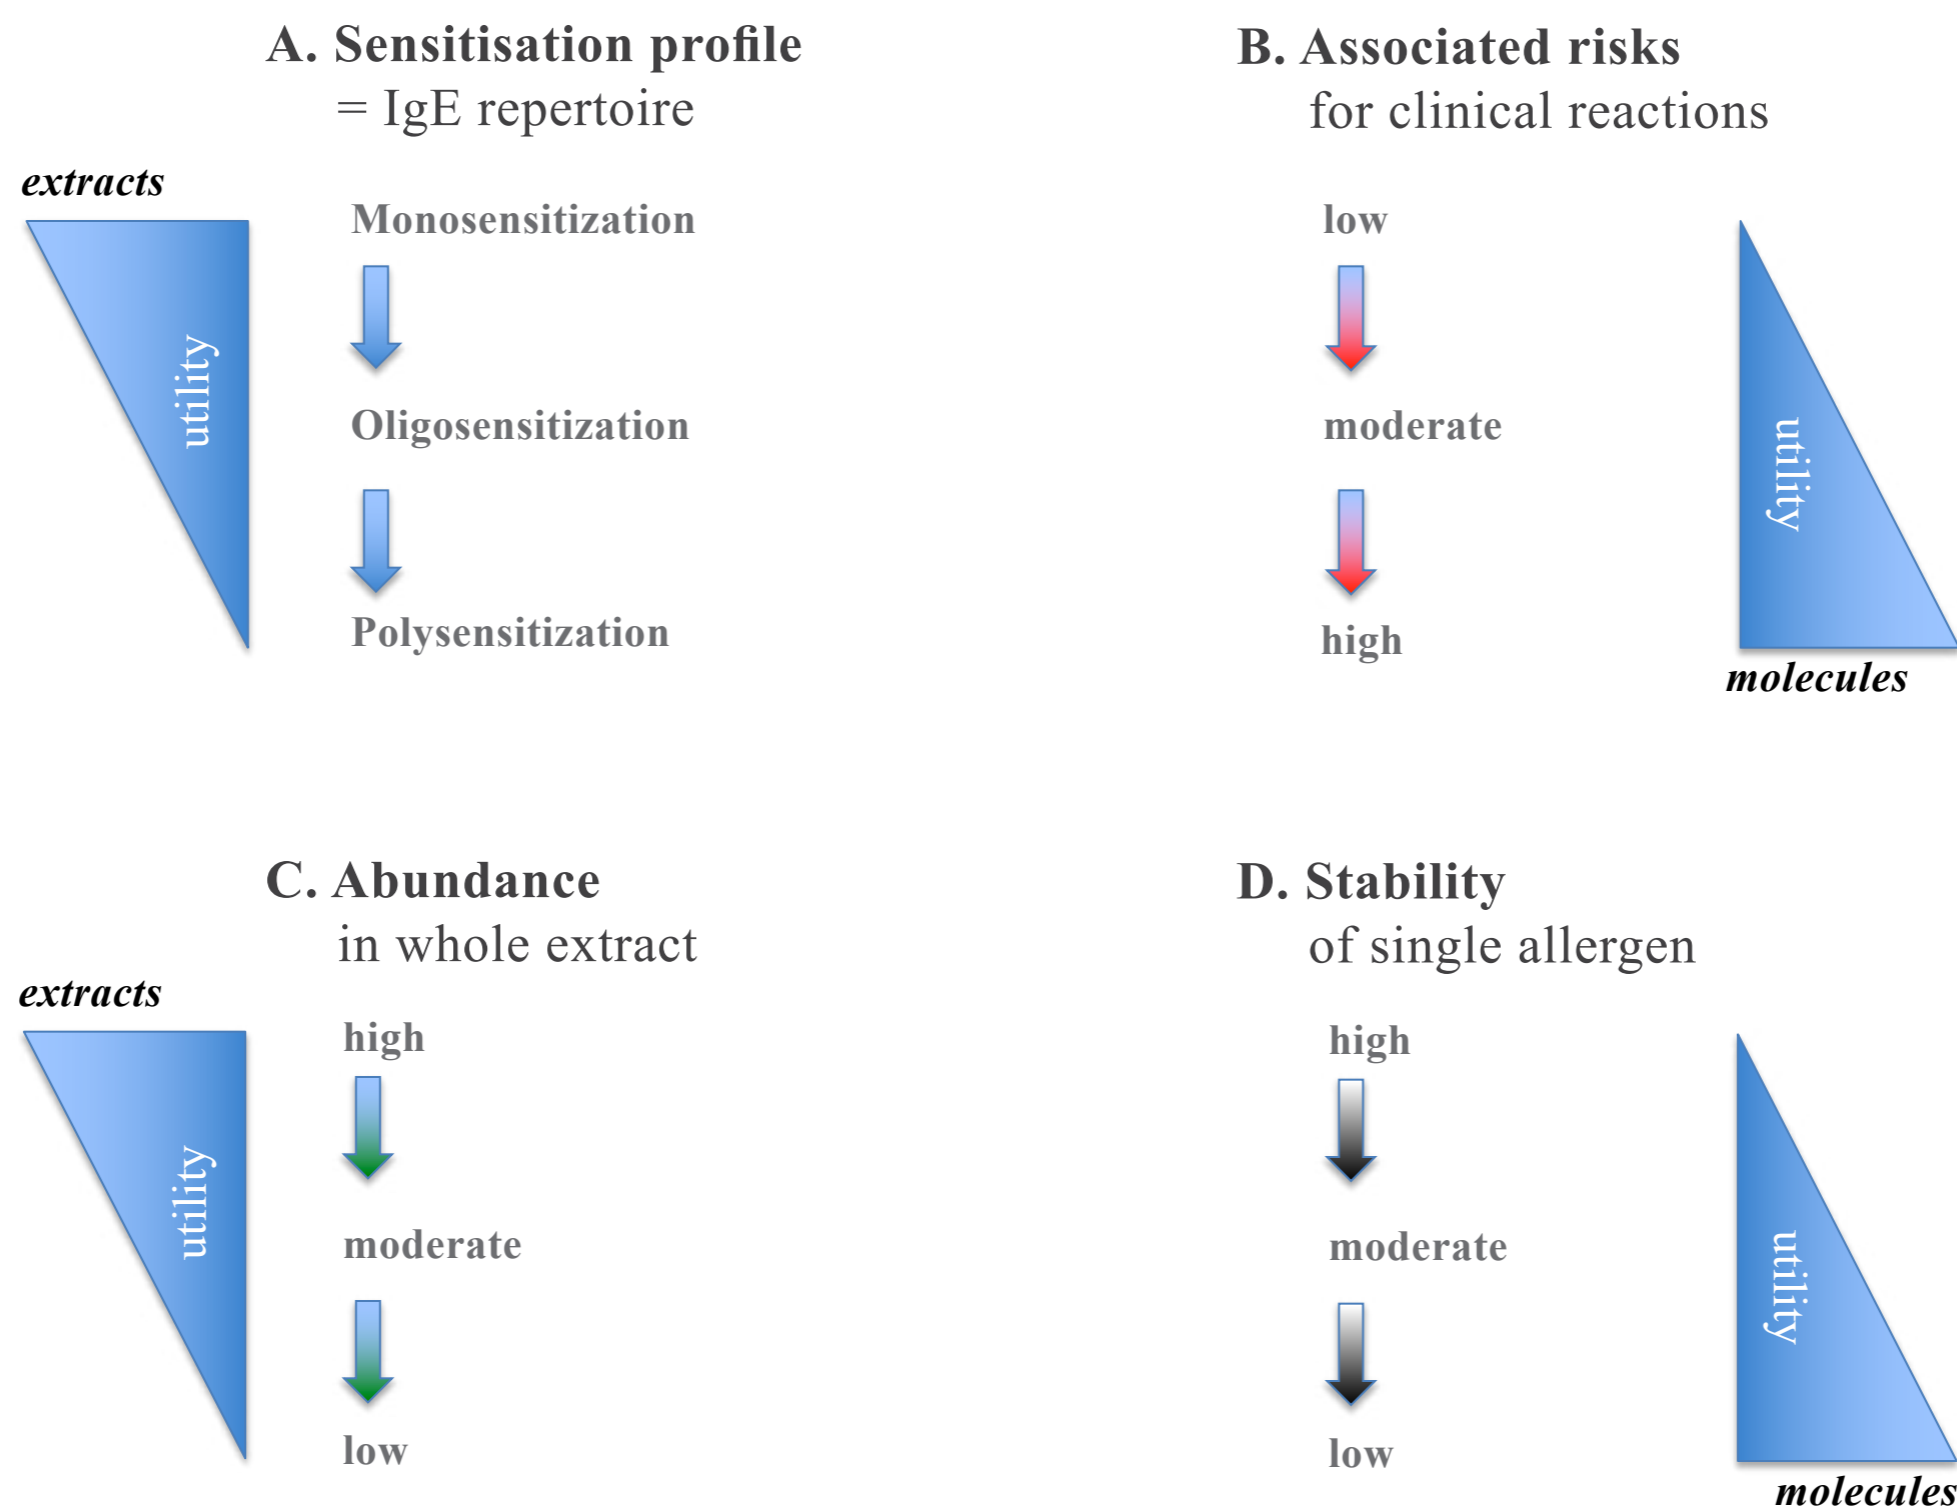 A. Sensitisation profile
= IgE repertoire
extracts
utility
Monosensitization
Oligosensitization
Polysensitization
B. Associated risks
for clinical reactions
low
moderate
high
utility
molecules
C. Abundance
in whole extract
extracts
utility
high
moderate
low
D. Stability
of single allergen
high
moderate
low
utility
molecules